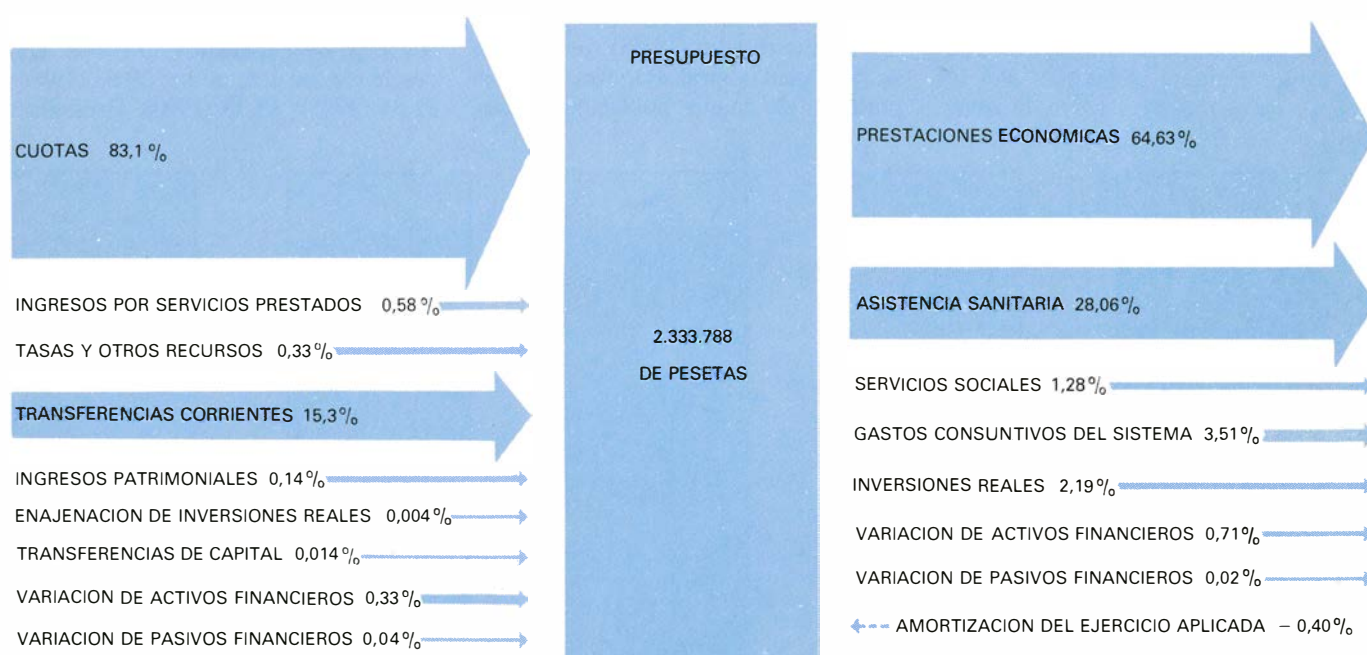 CUOTAS 83,1 %
INGRESOS POR SERVICIOS PRESTADOS 0,58 %
TASAS Y OTROS RECURSOS 0,33 %
TRANSFERENCIAS CORRIENTES 15,3 %
INGRESOS PATRIMONIALES 0,14 %
ENAJENACION DE INVERSIONES REALES 0,004 %
TRANSFERENCIAS DE CAPITAL 0,014 %
VARIACION DE ACTIVOS FINANCIEROS 0,33 %
VARIACION DE PASIVOS FINANCIEROS 0,04 %
PRESUPUESTO
2.333.788
DE PESETAS
PRESTACIONES ECONOMICAS 64,63 %
ASISTENCIA SANITARIA 28,06 %
SERVICIOS SOCIALES 1,28 %
GASTOS CONSUNTIVOS DEL SISTEMA 3,51 %
INVERSIONES REALES 2,19 %
VARIACION DE ACTIVOS FINANCIEROS 0,71 %
VARIACION DE PASIVOS FINANCIEROS 0,02 %
AMORTIZACION DEL EJERCICIO APLICADA – 0,40 %